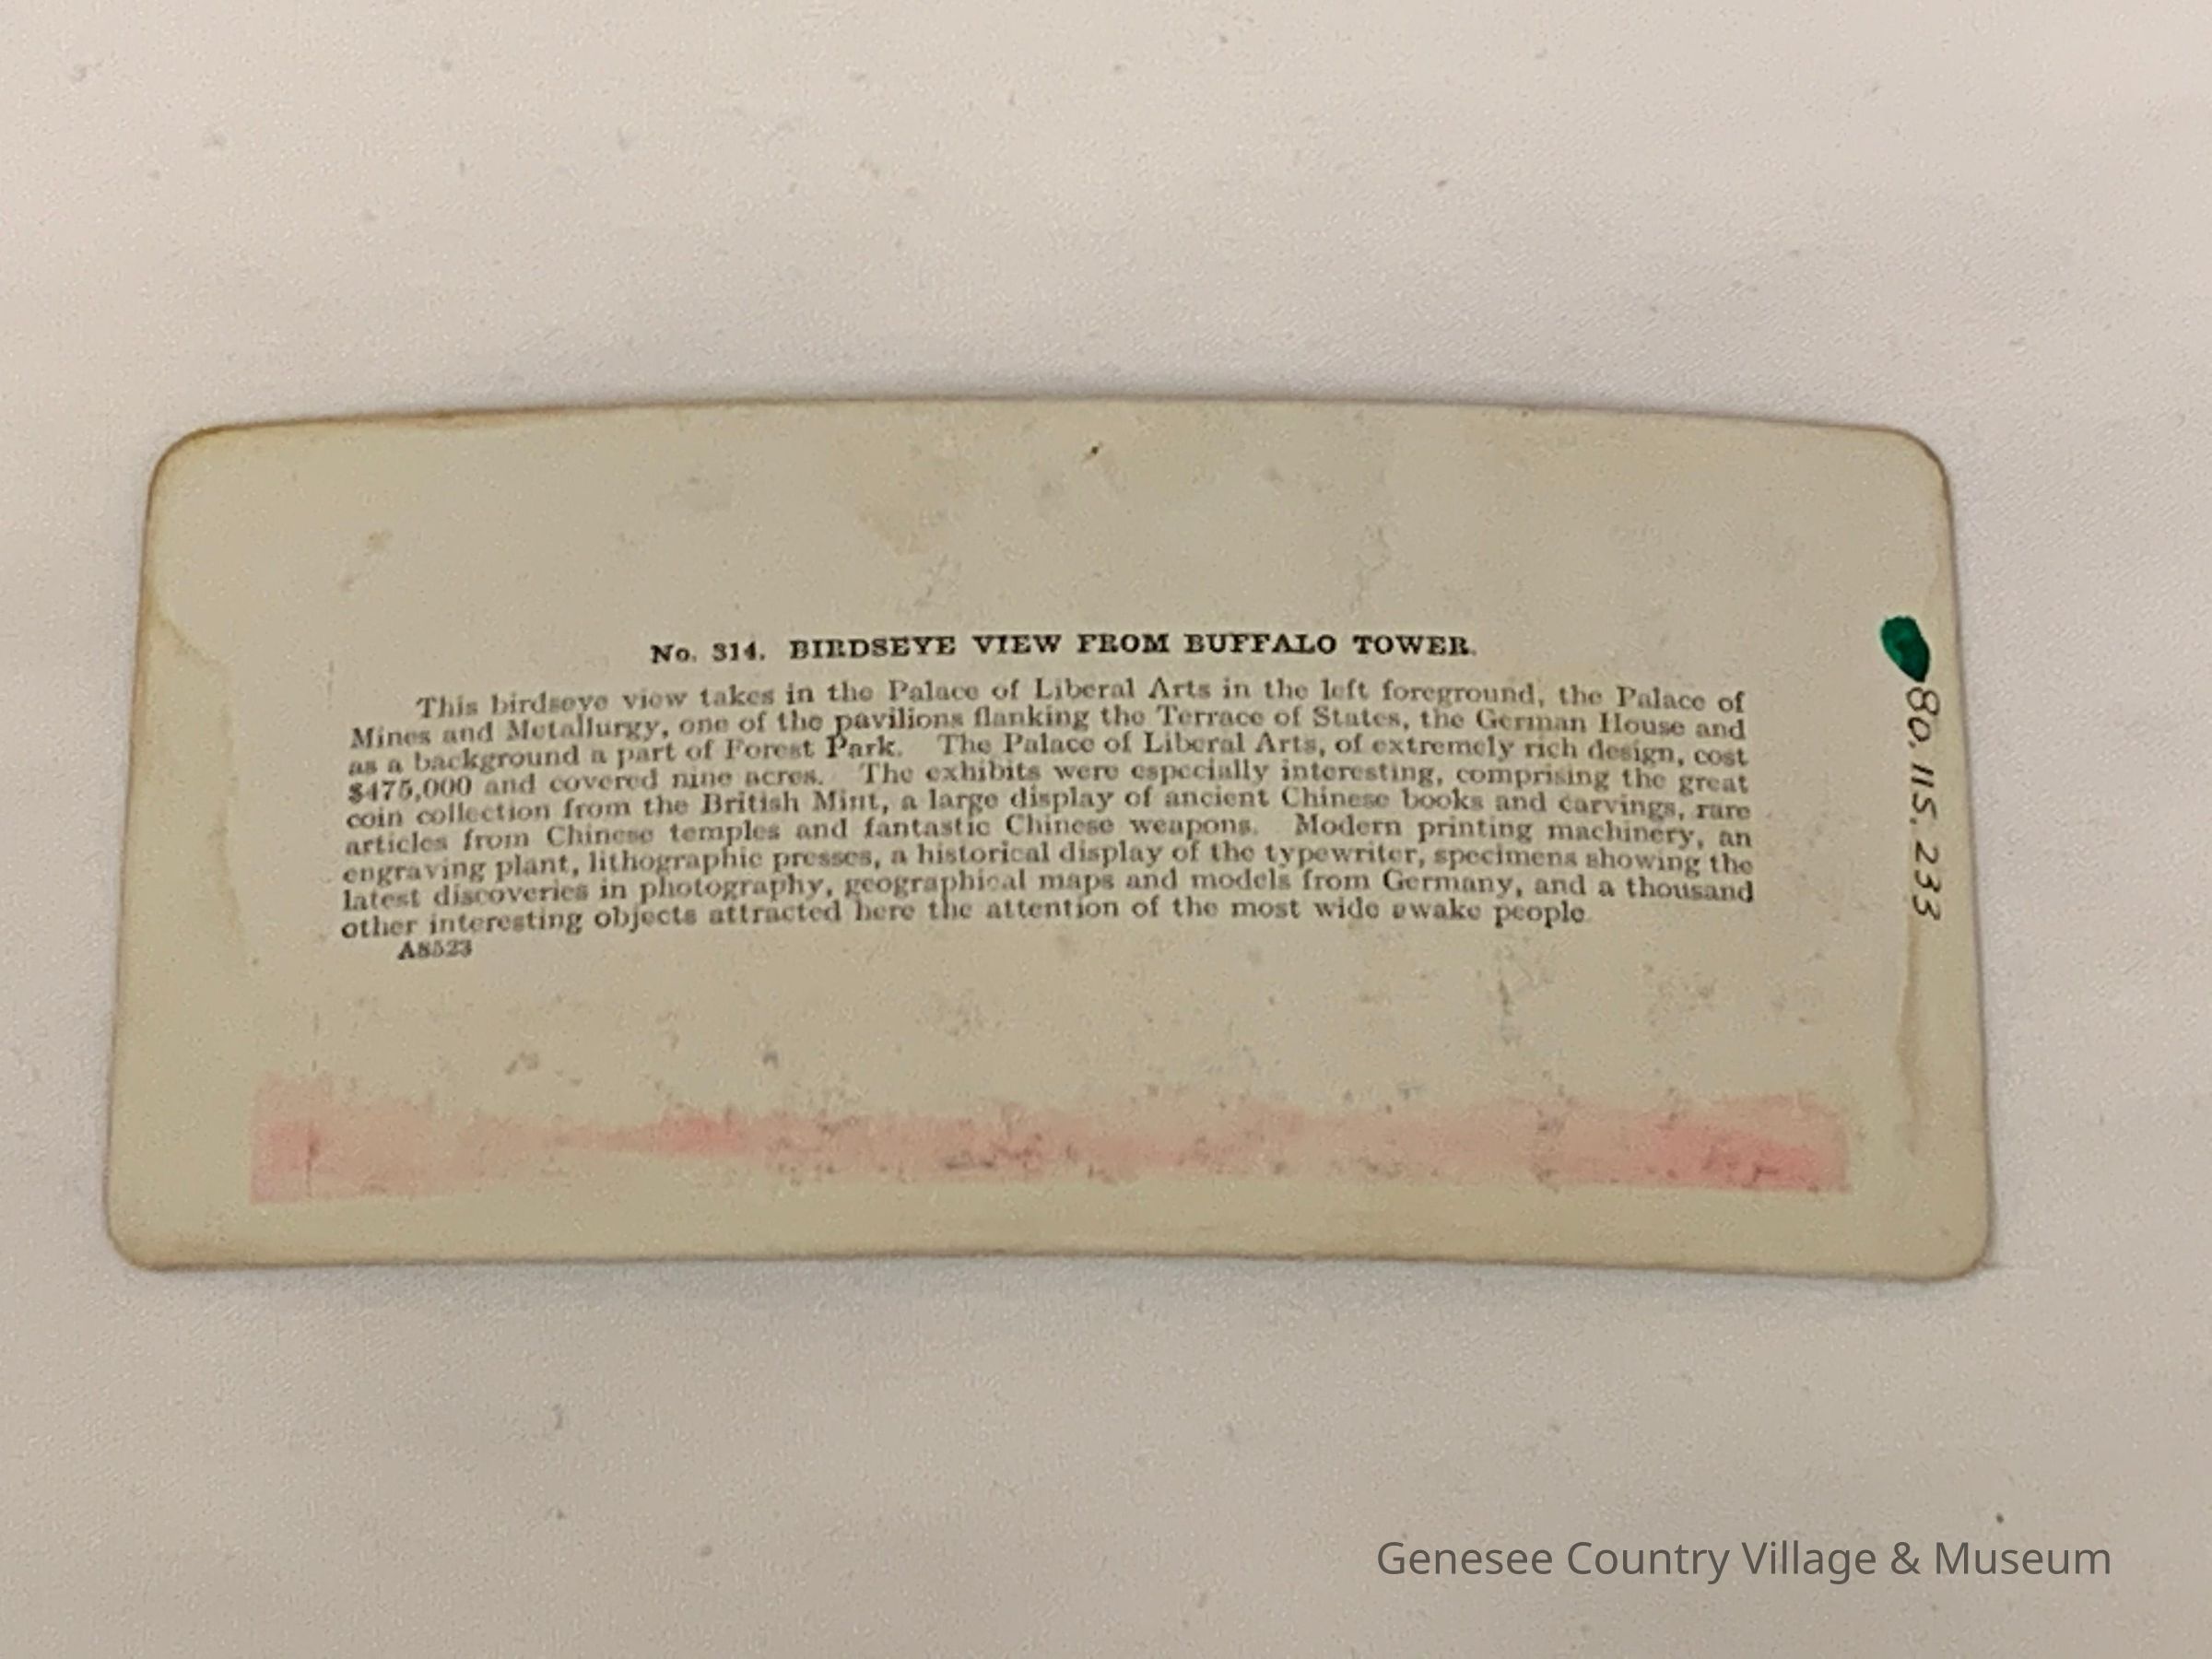 No. 314. BIRDSEYE VIEW FROM BUFFALO TOWER.
This birdseye view takes in the Palace of Liberal Arts in the left foreground, the Palace of
Mines and Metallurgy, one of the pavilions flanking the Terrace of States, the German House and
as a background a part of Forest Park. The Palace of Liberal Arts, of extremely rich design, cost
$475,000 and covered nine acres. The exhibits were especially interesting, comprising the great
coin collection from the British Mint, a large display of ancient Chinese books and carvings, rare
articles from Chinese temples and fantastic Chinese weapons. Modern printing machinery, an
engraving plant, lithographic presses, a historical display of the typewriter, specimens showing the
latest discoveries in photography, geographical maps and models from Germany, and a thousand
other interesting objects attracted here the attention of the most wide awake people.
A8523
80.115.233
Genesee Country Village & Museum